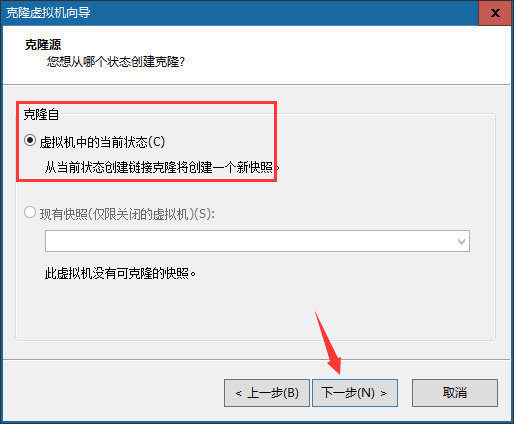 克隆虚拟机向导
克隆源
您想从哪个状态创建克隆?
克隆自
虚拟机中的当前状态(C)
从当前状态创建链接克隆将创建一个新快照。
现有快照(仅限关闭的虚拟机)(S):
此虚拟机没有可克隆的快照。
< 上一步(B) 下一步(N) > 取消